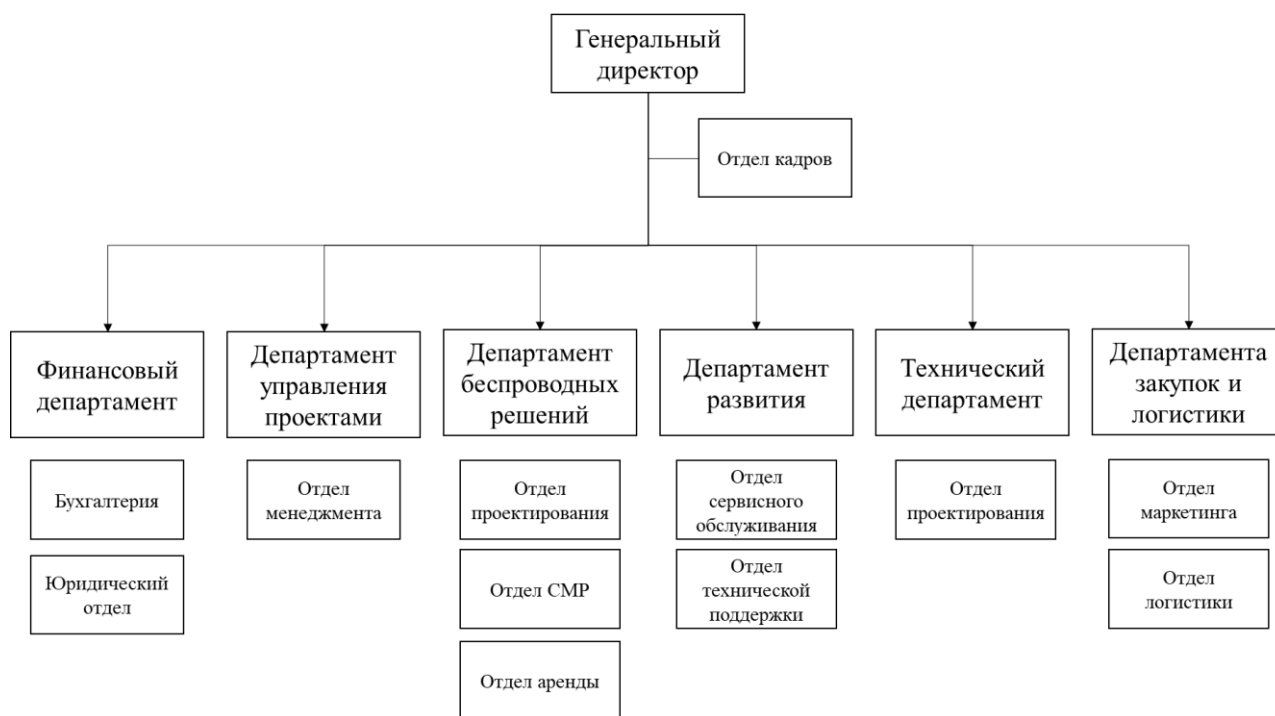 Генеральный
директор
Отдел кадров
Финансовый
департамент
Департамент
управления
проектами
Департамент
беспроводных
решений
Департамент
развития
Технический
департамент
Департамента
закупок и
логистики
Бухгалтерия
Отдел
менеджмента
Отдел
проектирования
Отдел
сервисного
обслуживания
Отдел
проектирования
Отдел
маркетинга
Юридический
отдел
Отдел СМР
Отдел
технической
поддержки
Отдел
логистики
Отдел аренды